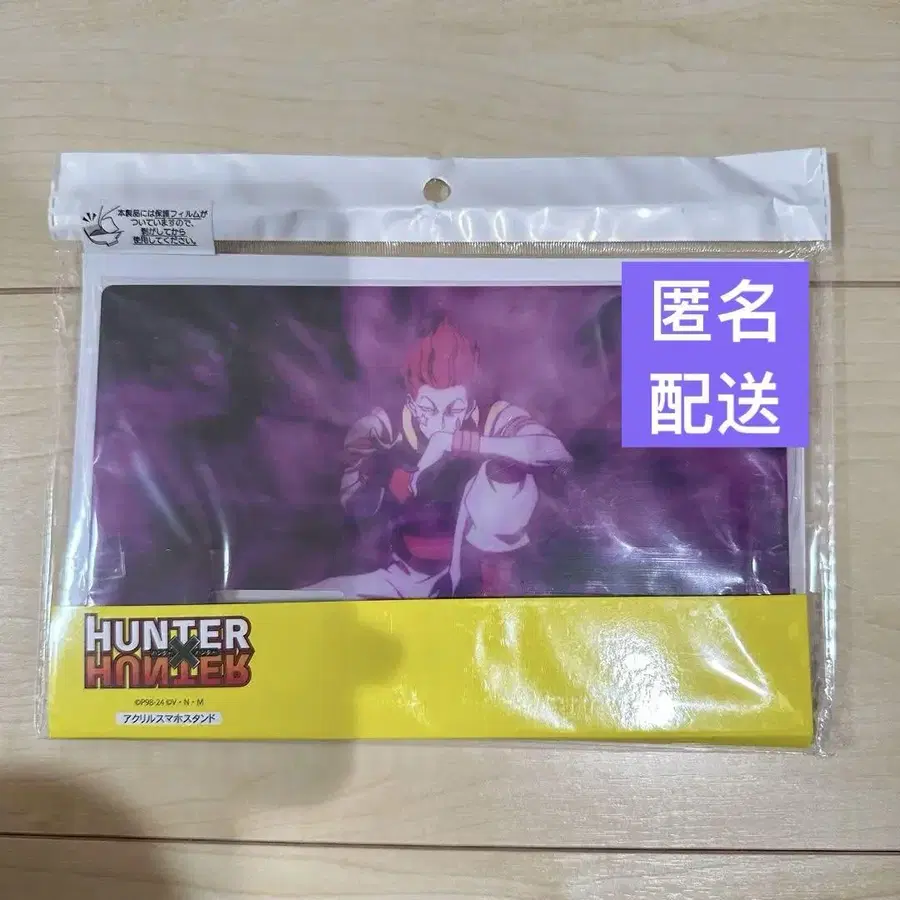 本製品には保護フィルムが
ついていますので、
剥がしてから
使用してください。
匿名
配送
HUNTER
×
ハンター ハンター
HUNTER
©P98-24 ©V・N・M
アクリルスマホスタンド